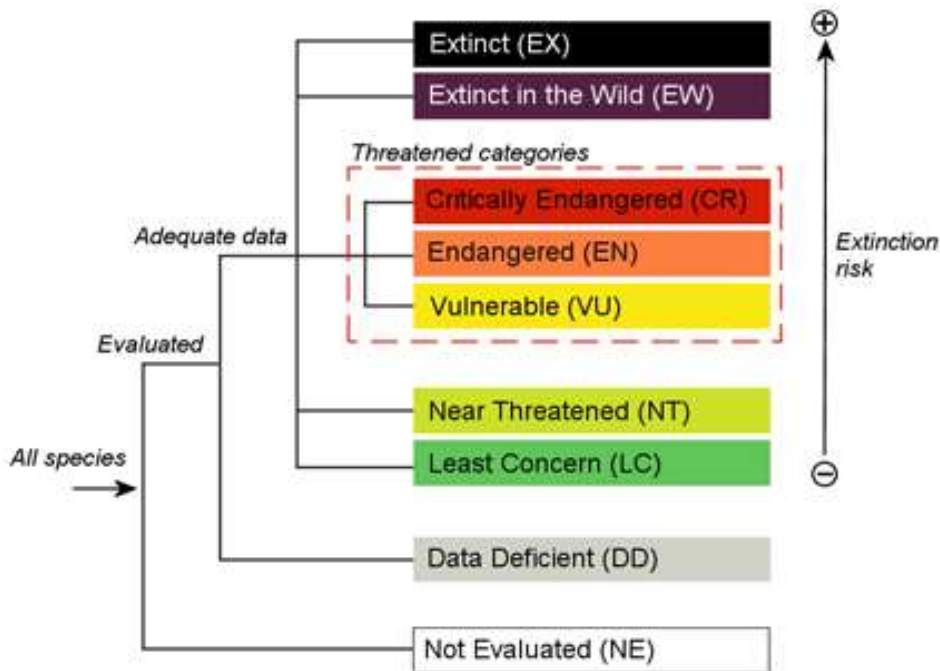 Extinct (EX)
Extinct in the Wild (EW)
Threatened categories
Critically Endangered (CR)
Adequate data
Endangered (EN)
Extinction
risk
Vulnerable (VU)
Evaluated
Near Threatened (NT)
All species
Least Concern (LC)
Data Deficient (DD)
Not Evaluated (NE)